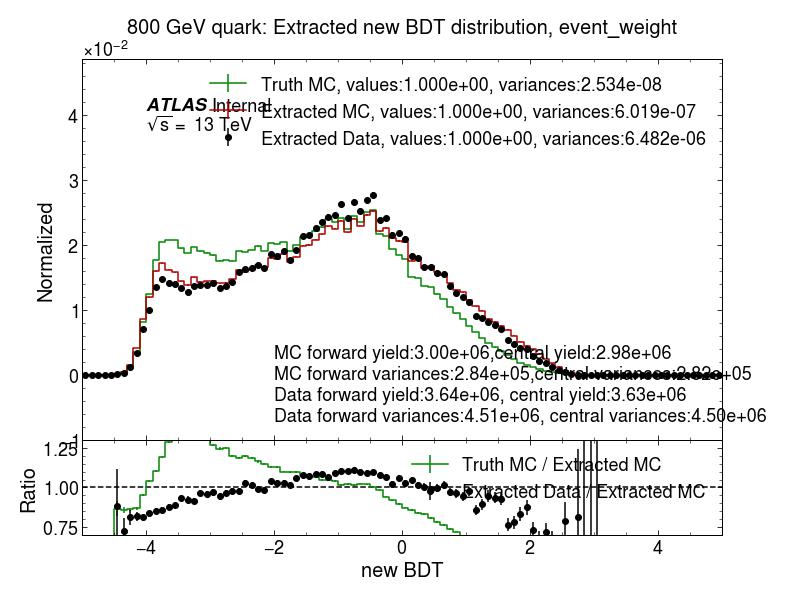 800 GeV quark: Extracted new BDT distribution, event_weight
×10−2
Truth MC, values:1.000e+00, variances:2.534e-08
ATLAS Internal
Extracted MC, values:1.000e+00, variances:6.019e-07
√s = 13 TeV
Extracted Data, values:1.000e+00, variances:6.482e-06
4
3
2
1
0
−1
Normalized
MC forward yield:3.00e+06,central yield:2.98e+06
MC forward variances:2.84e+05,central variances:2.82e+05
Data forward yield:3.64e+06, central yield:3.63e+06
Data forward variances:4.51e+06, central variances:4.50e+06
1.25
1.00
0.75
Ratio
Truth MC / Extracted MC
Extracted Data / Extracted MC
−4 −2 0 2 4
new BDT